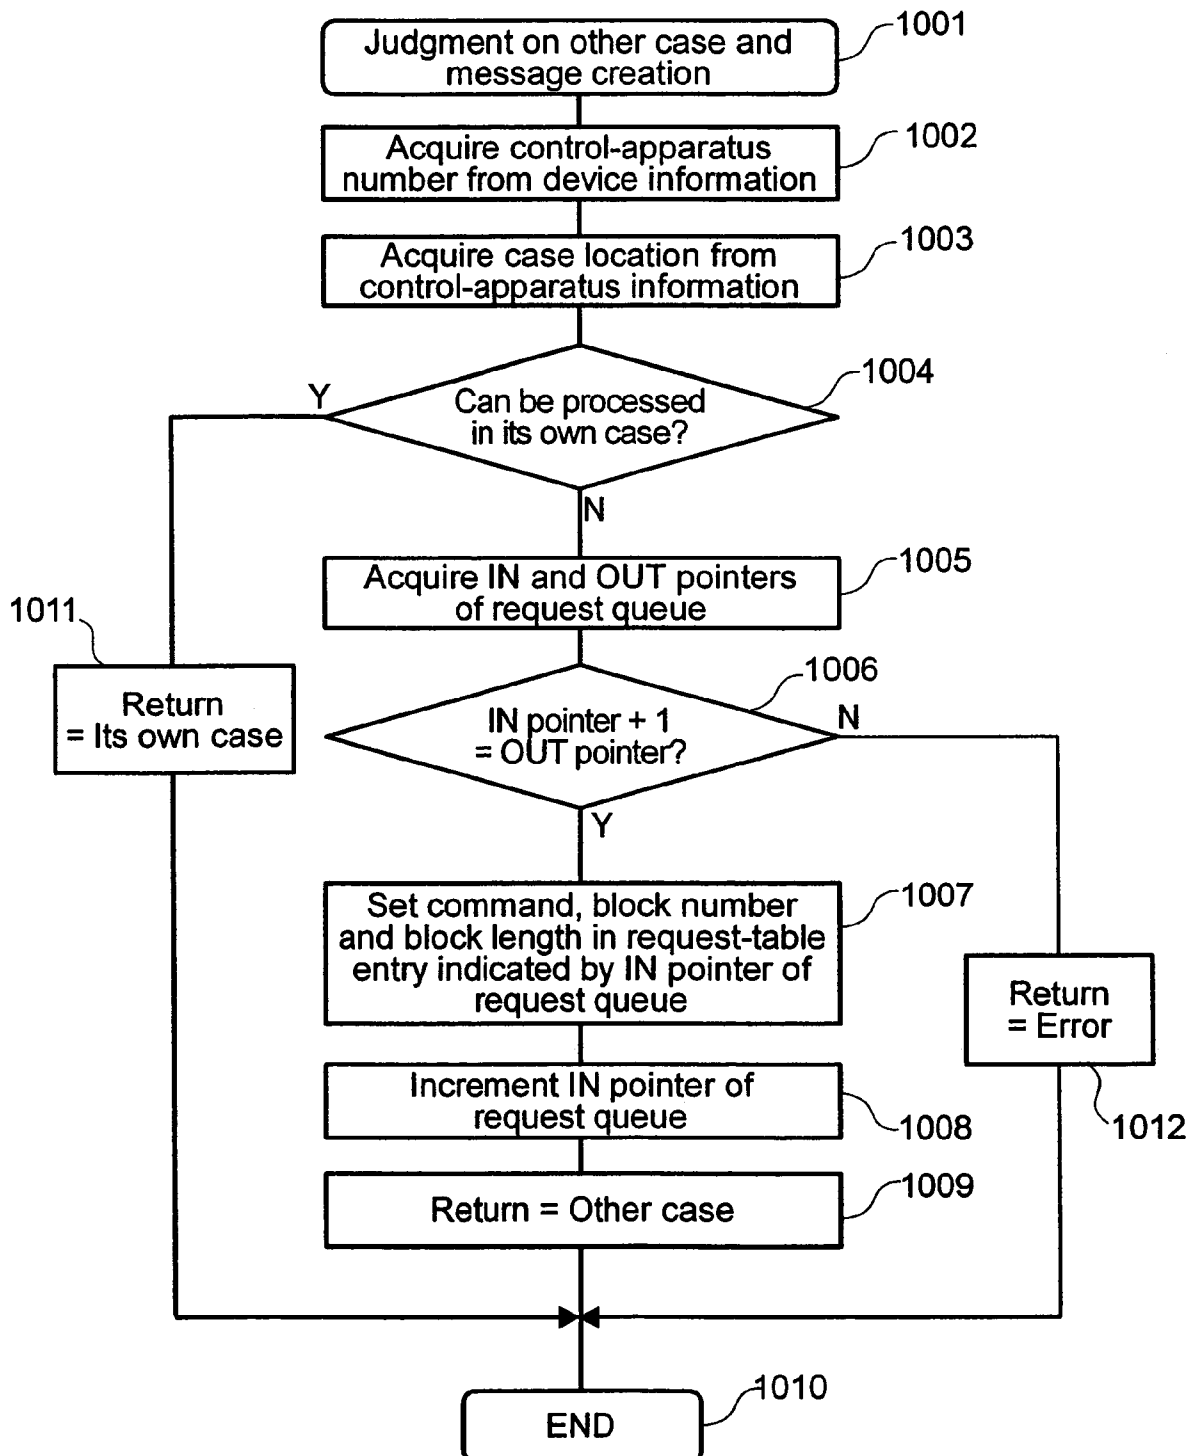 Judgment on other case and
message creation
1001
Acquire control-apparatus
number from device information
1002
Acquire case location from
control-apparatus information
1003
Can be processed
in its own case?
1004
Y
N
Acquire IN and OUT pointers
of request queue
1005
1011
Return
= Its own case
IN pointer + 1
= OUT pointer?
1006
N
Y
Set command, block number
and block length in request-table
entry indicated by IN pointer of
request queue
1007
Return
= Error
1012
Increment IN pointer of
request queue
1008
Return = Other case
1009
END
1010